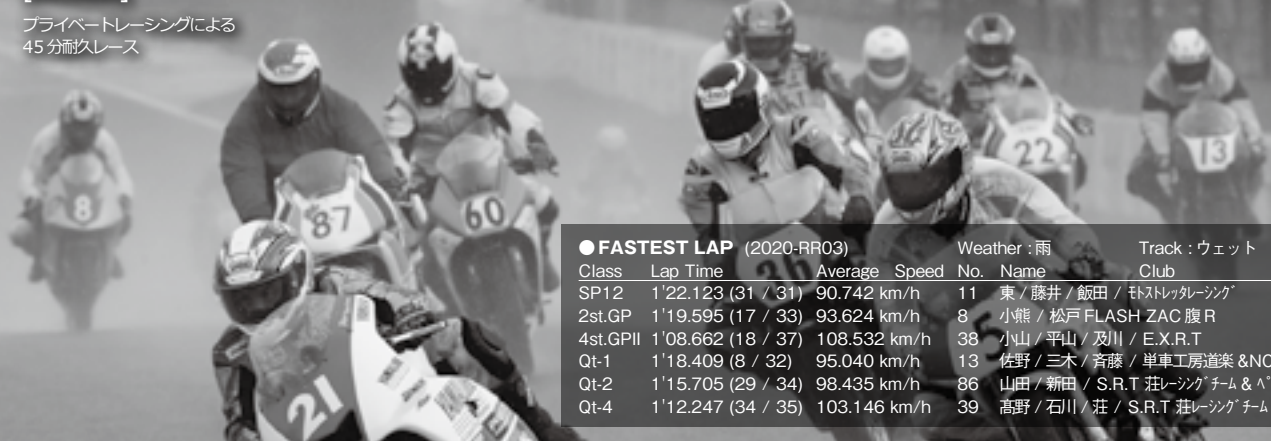 プライベートレーシングによる
45分耐久レース
8
87
60
22
13
36
5
21
●FASTEST LAP (2020-RR03) Weather : 雨 Track : ウェット
Class Lap Time Average Speed No. Name Club
SP12 1'22.123 (31 / 31) 90.742 km/h 11 東 / 藤井 / 飯田 / ﾓﾄｽﾄﾚｯﾀﾚｰｼﾝｸﾞ
2st.GP 1'19.595 (17 / 33) 93.624 km/h 8 小熊 / 松戸 FLASH ZAC 腹 R
4st.GPII 1'08.662 (18 / 37) 108.532 km/h 38 小山 / 平山 / 及川 / E.X.R.T
Qt-1 1'18.409 (8 / 32) 95.040 km/h 13 佐野 / 三木 / 斉藤 / 単車工房道楽 &NO
Qt-2 1'15.705 (29 / 34) 98.435 km/h 86 山田 / 新田 / S.R.T 荘ﾚｰｼﾝｸﾞﾁｰﾑ & ﾍﾟ
Qt-4 1'12.247 (34 / 35) 103.146 km/h 39 髙野 / 石川 / 荘 / S.R.T 荘ﾚｰｼﾝｸﾞﾁｰﾑ